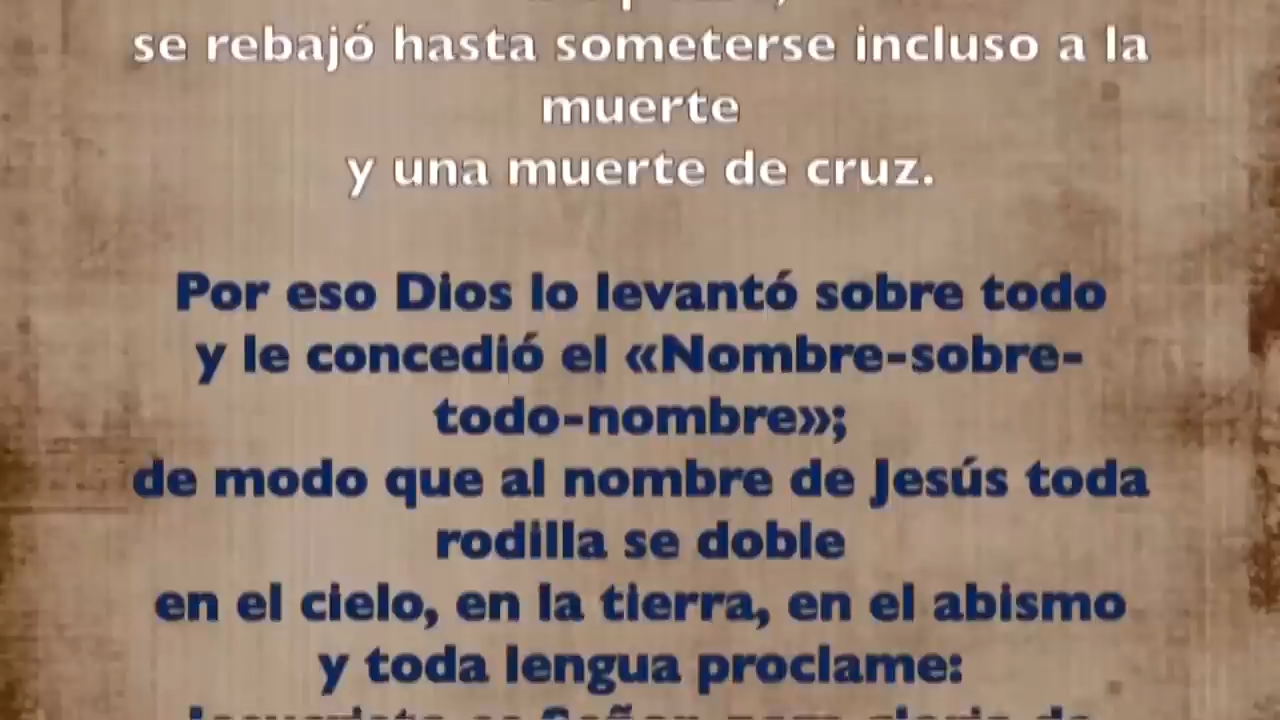 se rebajó hasta someterse incluso a la
muerte
y una muerte de cruz.
Por eso Dios lo levantó sobre todo
y le concedió el «Nombre-sobre-
todo-nombre»;
de modo que al nombre de Jesús toda
rodilla se doble
en el cielo, en la tierra, en el abismo
y toda lengua proclame: